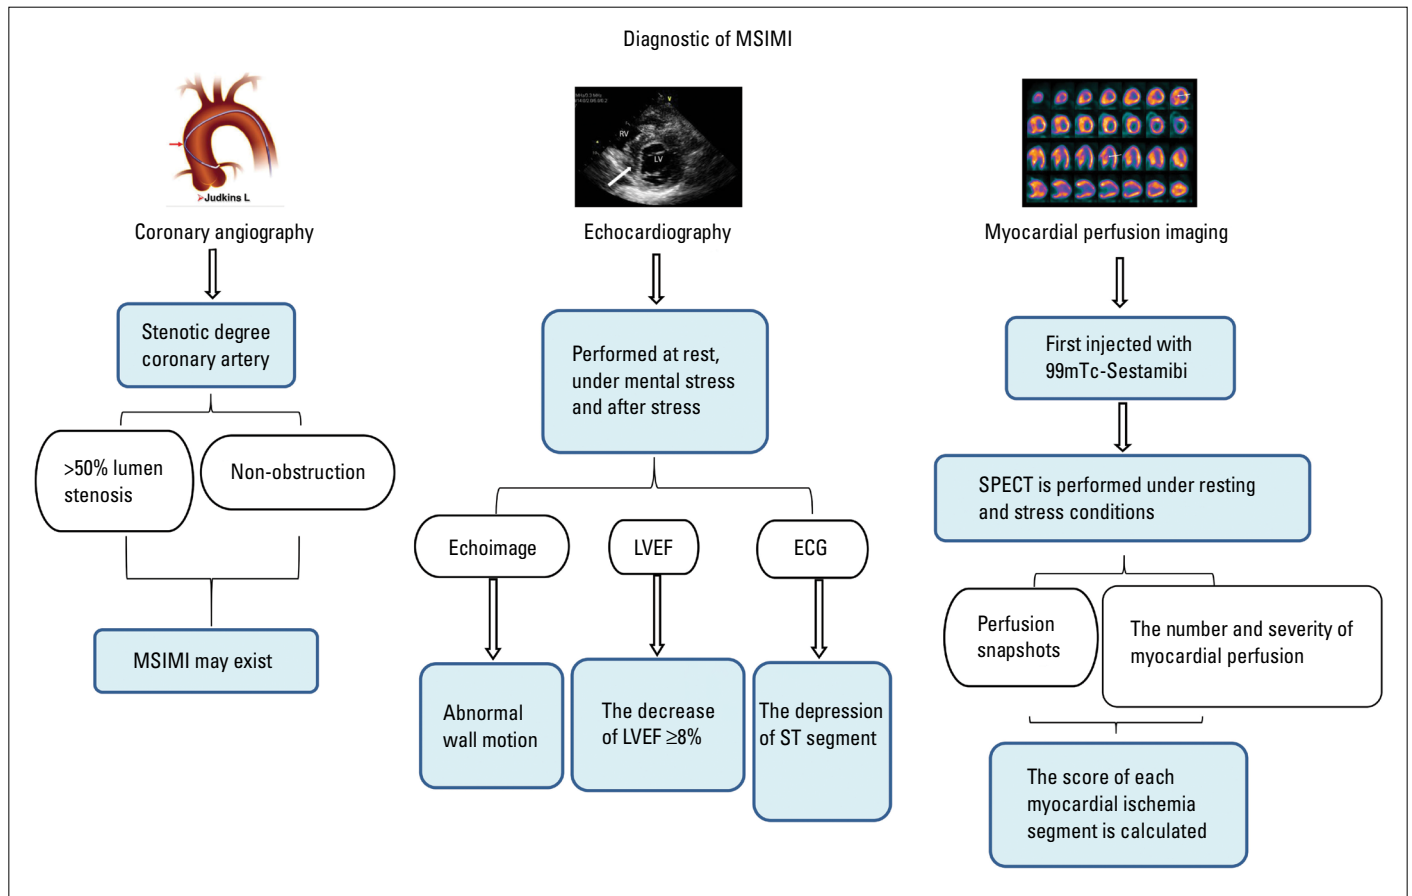 Diagnostic of MSIMI
Judkins L
RV
LV
V
Coronary angiography
Echocardiography
Myocardial perfusion imaging
Stenotic degree
coronary artery
>50% lumen
stenosis
Non-obstruction
MSIMI may exist
Performed at rest,
under mental stress
and after stress
Echoimage
LVEF
ECG
Abnormal
wall motion
The decrease
of LVEF ≥8%
The depression
of ST segment
First injected with
99mTc-Sestamibi
SPECT is performed under resting
and stress conditions
Perfusion
snapshots
The number and severity of
myocardial perfusion
The score of each
myocardial ischemia
segment is calculated